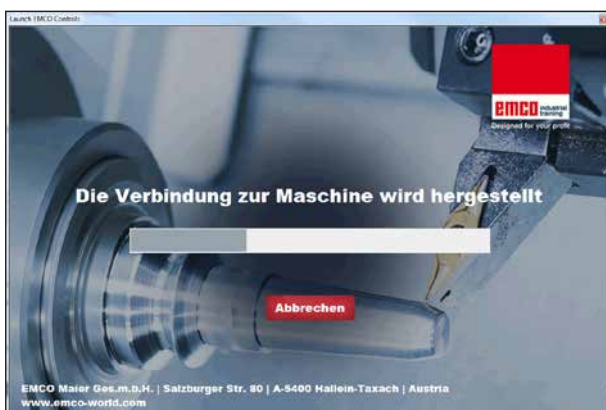 Launch EMCO Controls
emco industrial
training
Designed for your profit
Die Verbindung zur Maschine wird hergestellt
Abbrechen
EMCO Maier Ges.m.b.H. | Salzburger Str. 80 | A-5400 Hallein-Taxach | Austria
www.emco-world.com